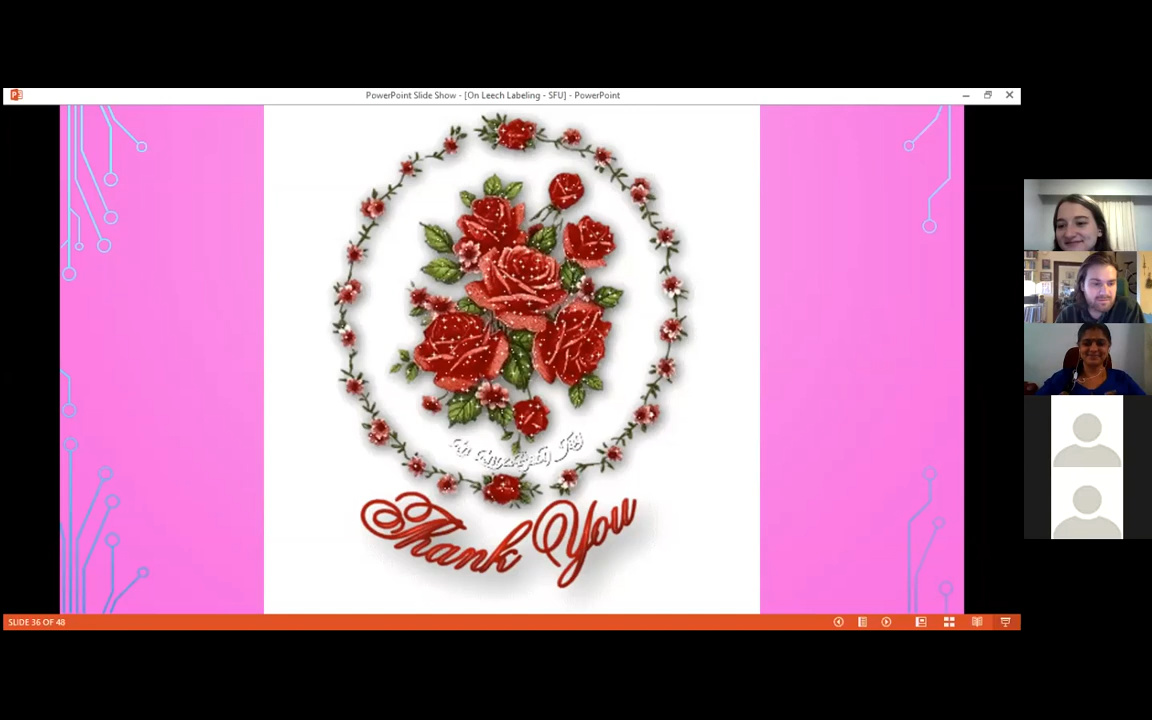 PowerPoint Slide Show - [On Leech Labeling - SFU] - PowerPoint
Thank You
SLIDE 36 OF 48